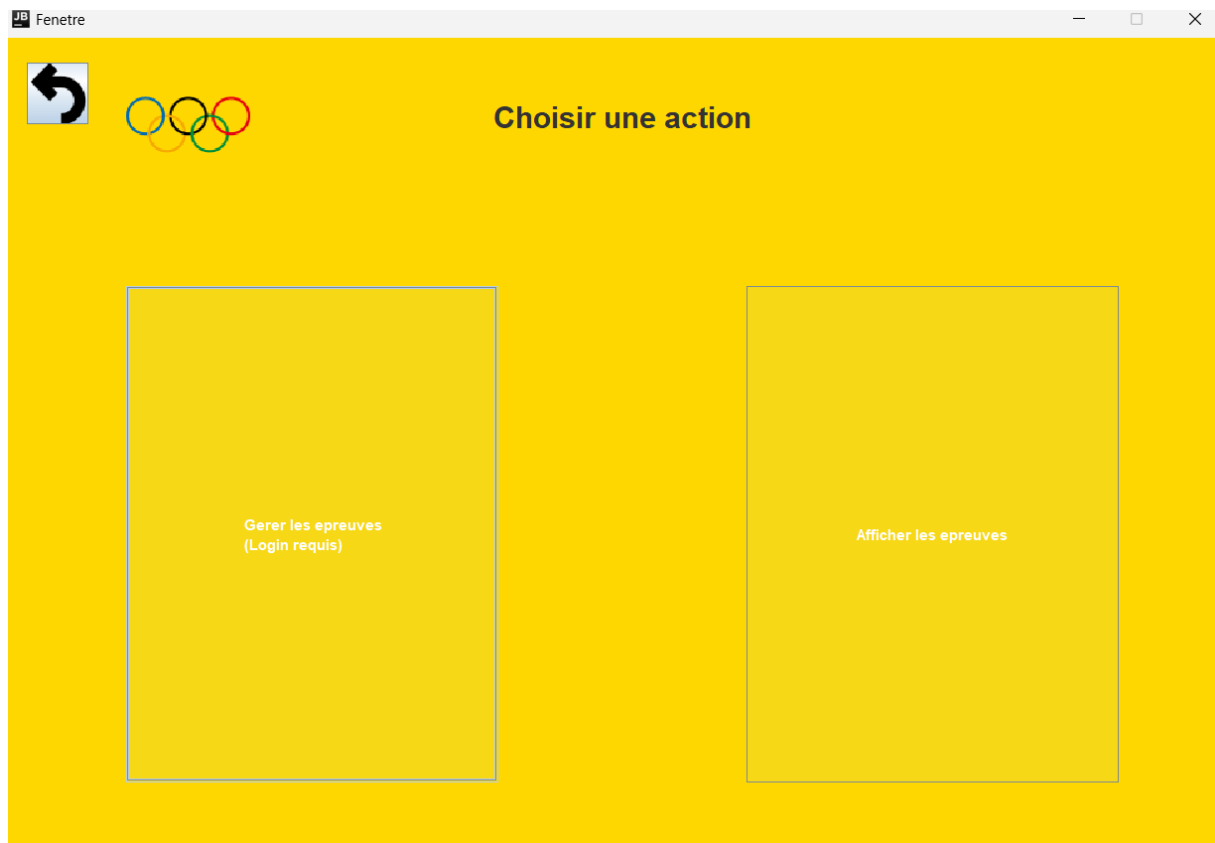 JB Fenetre
Choisir une action
Gerer les epreuves
(Login requis)
Afficher les epreuves